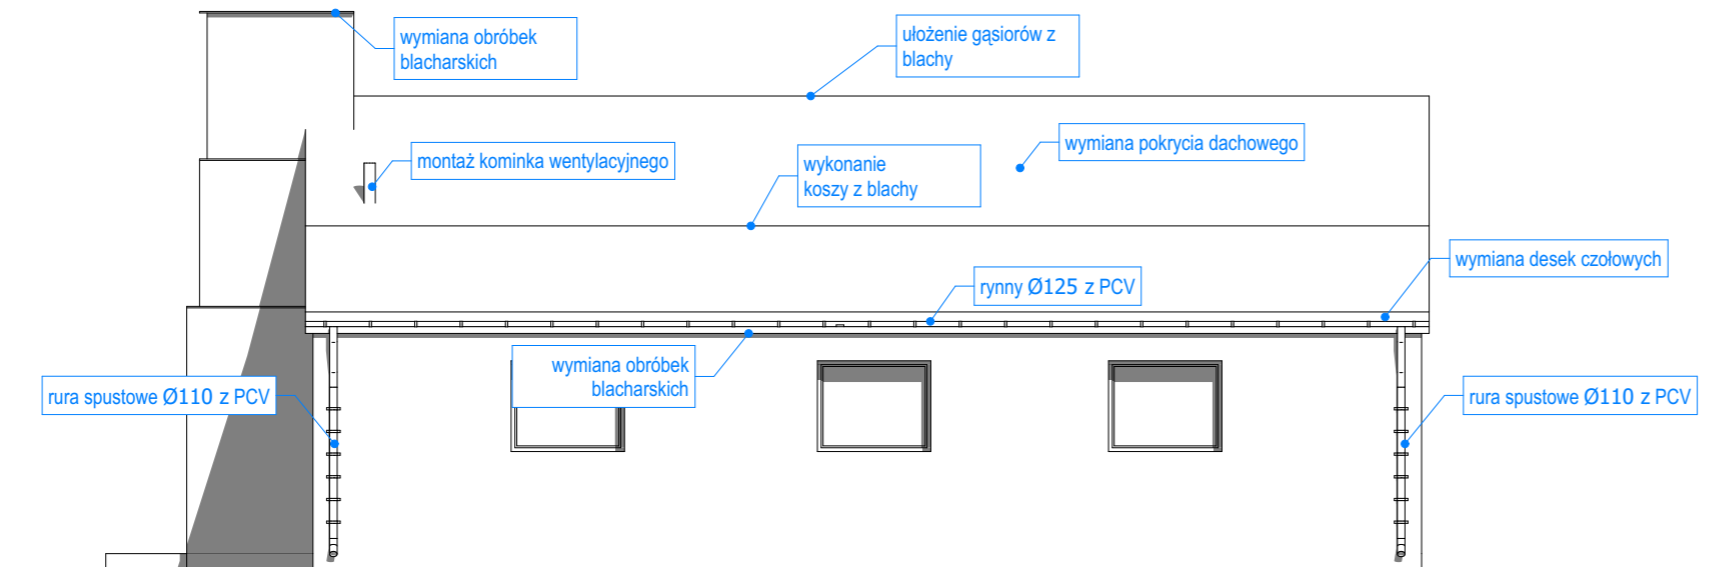 wymiana obróbek
blacharskich
ułożenie gąsiorów z
blachy
wymiana pokrycia dachowego
montaż kominka wentylacyjnego
wykonanie
koszy z blachy
wymiana desek czołowych
rynny Ø125 z PCV
wymiana obróbek
blacharskich
rura spustowe Ø110 z PCV
rura spustowe Ø110 z PCV